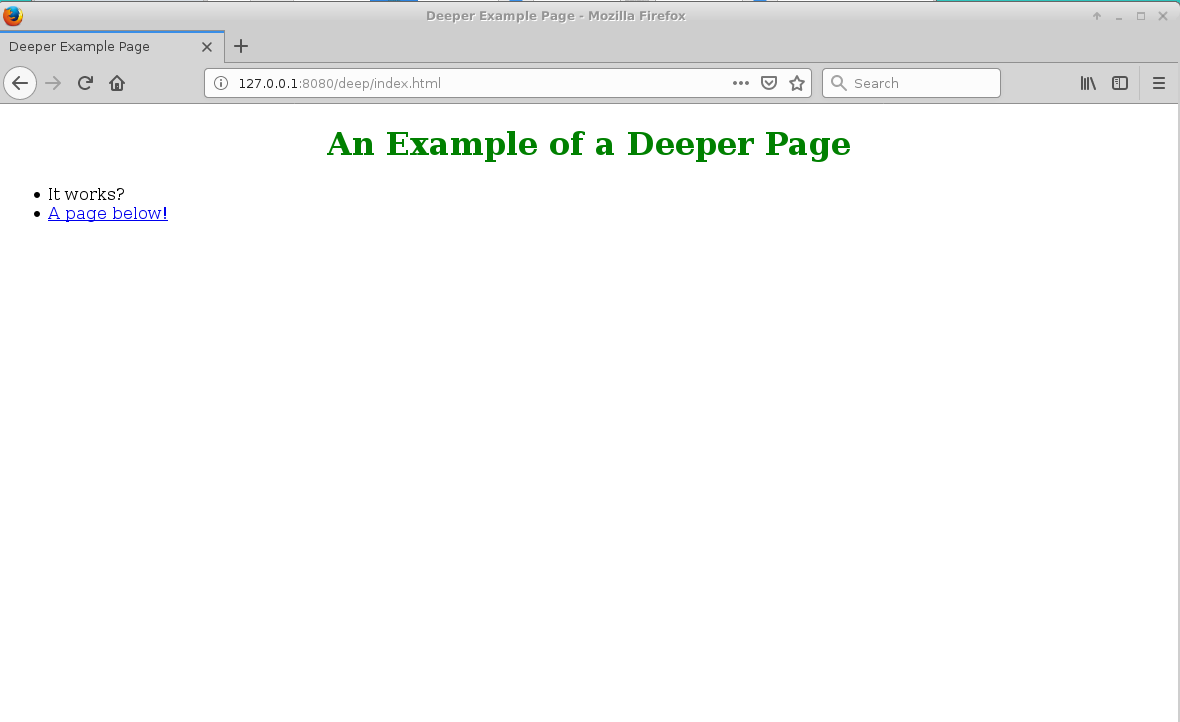 Deeper Example Page - Mozilla Firefox
Deeper Example Page
127.0.0.1:8080/deep/index.html
Search
An Example of a Deeper Page
It works?
A page below!